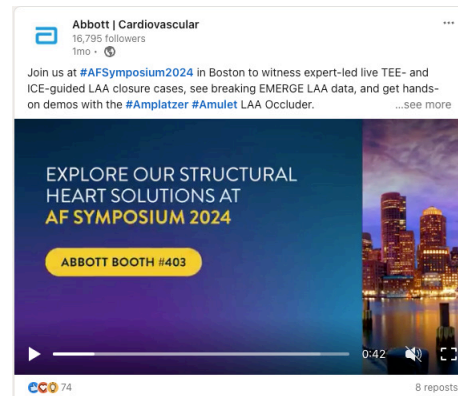 Abbott | Cardiovascular
16,795 followers
1mo •
Join us at #AFSymposium2024 in Boston to witness expert-led live TEE- and
ICE-guided LAA closure cases, see breaking EMERGE LAA data, and get hands-
on demos with the #Amplatzer #Amulet LAA Occluder. ...see more
EXPLORE OUR STRUCTURAL
HEART SOLUTIONS AT
AF SYMPOSIUM 2024
ABBOTT BOOTH #403
0:42
74
8 reposts